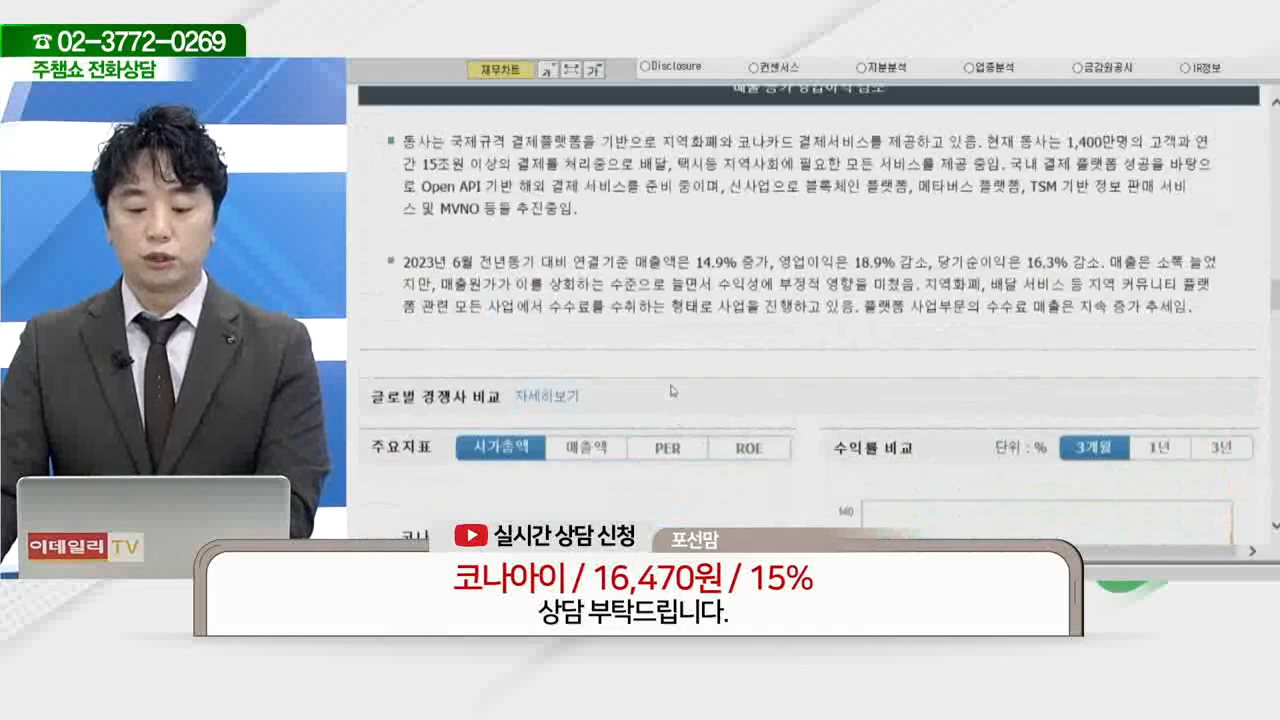 ☎ 02-3772-0269
주챔쇼 전화상담
재무차트
가
가
Disclosure
컨센서스
지분분석
업종분석
금감원공시
IR정보
매출 증가 영업이익 감소
동사는 국제규격 결제플랫폼을 기반으로 지역화폐와 코나카드 결제서비스를 제공하고 있음. 현재 동사는 1,400만명의 고객과 연
간 15조원 이상의 결제를 처리중으로 배달, 택시등 지역사회에 필요한 모든 서비스를 제공 중임. 국내 결제 플랫폼 성공을 바탕으
로 Open API 기반 해외 결제 서비스를 준비 중이며, 신사업으로 블록체인 플랫폼, 메타버스 플랫폼, TSM 기반 정보 판매 서비
스 및 MVNO 등을 추진중임.
2023년 6월 전년동기 대비 연결기준 매출액은 14.9% 증가, 영업이익은 18.9% 감소, 당기순이익은 16.3% 감소. 매출은 소폭 늘었
지만, 매출원가가 이를 상회하는 수준으로 늘면서 수익성에 부정적 영향을 미쳤음. 지역화폐, 배달 서비스 등 지역 커뮤니티 플랫
폼 관련 모든 사업에서 수수료를 수취하는 형태로 사업을 진행하고 있음. 플랫폼 사업부문의 수수료 매출은 지속 증가 추세임.
글로벌 경쟁사 비교 자세히보기
주요지표 시가총액 매출액 PER ROE
수익률 비교 단위 : % 3개월 1년 3년
140
이데일리 TV
실시간 상담 신청
포선맘
코나아이 / 16,470원 / 15%
상담 부탁드립니다.